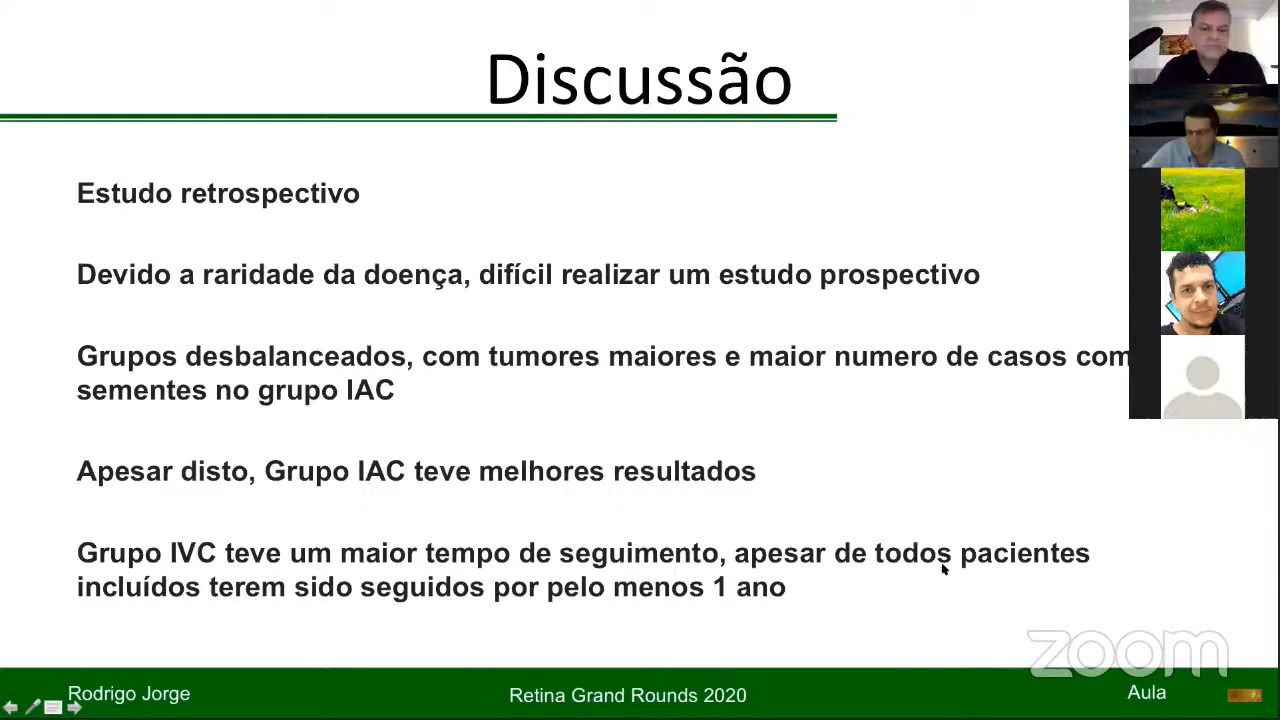 Discussão
Estudo retrospectivo
Devido a raridade da doença, difícil realizar um estudo prospectivo
Grupos desbalanceados, com tumores maiores e maior numero de casos com
sementes no grupo IAC
Apesar disto, Grupo IAC teve melhores resultados
Grupo IVC teve um maior tempo de seguimento, apesar de todos pacientes
incluídos terem sido seguidos por pelo menos 1 ano
zoom
Rodrigo Jorge
Retina Grand Rounds 2020
Aula